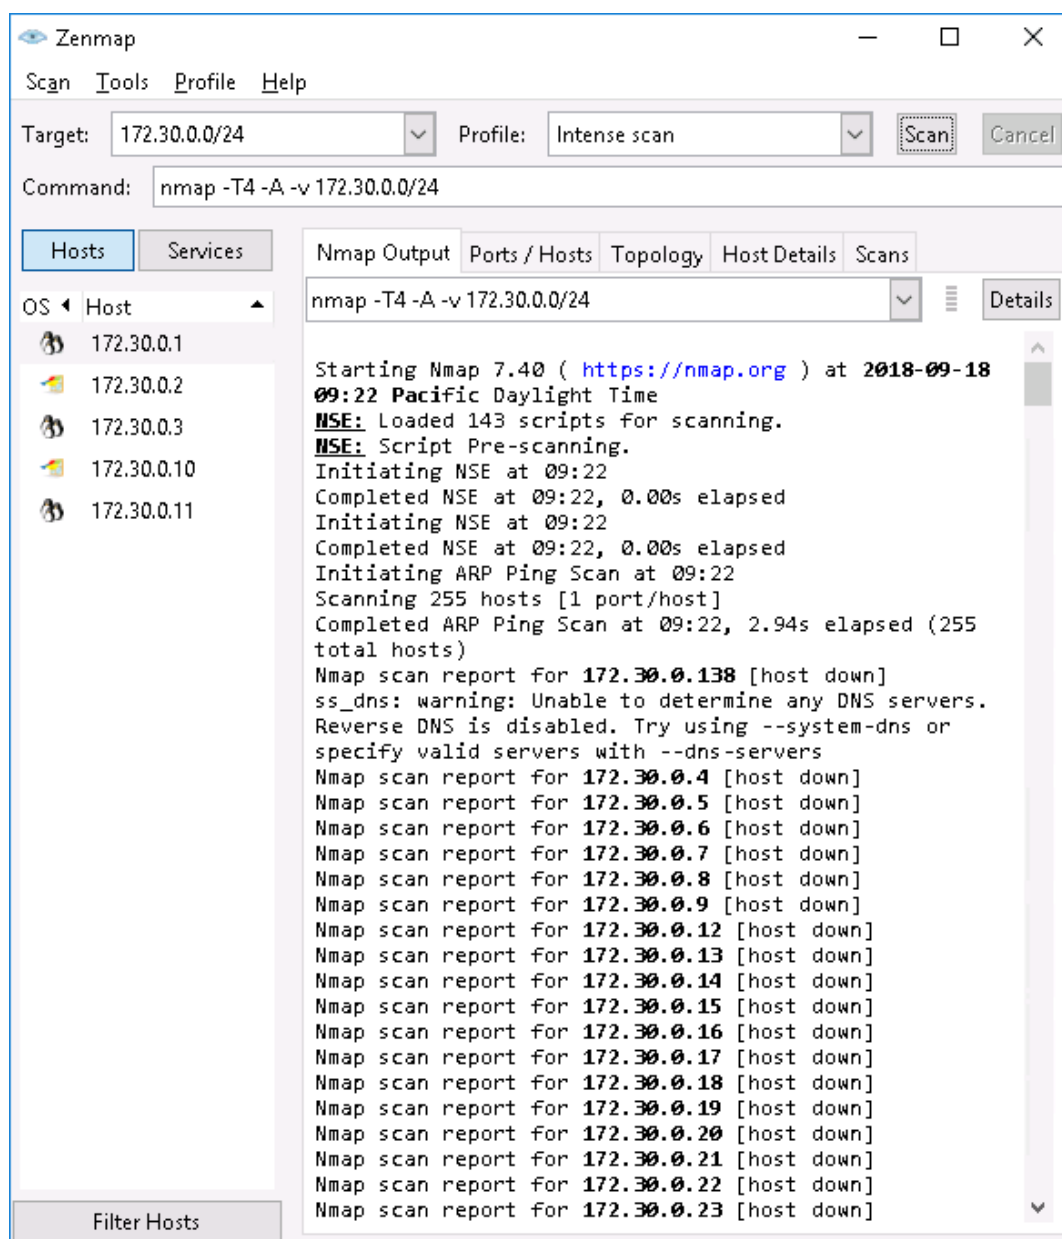 Zenmap
Scan Tools Profile Help
Target: 172.30.0.0/24 Profile: Intense scan Scan Cancel
Command: nmap -T4 -A -v 172.30.0.0/24
Hosts Services
Nmap Output Ports / Hosts Topology Host Details Scans
OS Host
nmap -T4 -A -v 172.30.0.0/24 Details
172.30.0.1
172.30.0.2
172.30.0.3
172.30.0.10
172.30.0.11
Starting Nmap 7.40 ( https://nmap.org ) at 2018-09-18
09:22 Pacific Daylight Time
NSE: Loaded 143 scripts for scanning.
NSE: Script Pre-scanning.
Initiating NSE at 09:22
Completed NSE at 09:22, 0.00s elapsed
Initiating NSE at 09:22
Completed NSE at 09:22, 0.00s elapsed
Initiating ARP Ping Scan at 09:22
Scanning 255 hosts [1 port/host]
Completed ARP Ping Scan at 09:22, 2.94s elapsed (255
total hosts)
Nmap scan report for 172.30.0.138 [host down]
ss_dns: warning: Unable to determine any DNS servers.
Reverse DNS is disabled. Try using --system-dns or
specify valid servers with --dns-servers
Nmap scan report for 172.30.0.4 [host down]
Nmap scan report for 172.30.0.5 [host down]
Nmap scan report for 172.30.0.6 [host down]
Nmap scan report for 172.30.0.7 [host down]
Nmap scan report for 172.30.0.8 [host down]
Nmap scan report for 172.30.0.9 [host down]
Nmap scan report for 172.30.0.12 [host down]
Nmap scan report for 172.30.0.13 [host down]
Nmap scan report for 172.30.0.14 [host down]
Nmap scan report for 172.30.0.15 [host down]
Nmap scan report for 172.30.0.16 [host down]
Nmap scan report for 172.30.0.17 [host down]
Nmap scan report for 172.30.0.18 [host down]
Nmap scan report for 172.30.0.19 [host down]
Nmap scan report for 172.30.0.20 [host down]
Nmap scan report for 172.30.0.21 [host down]
Nmap scan report for 172.30.0.22 [host down]
Nmap scan report for 172.30.0.23 [host down]
Filter Hosts